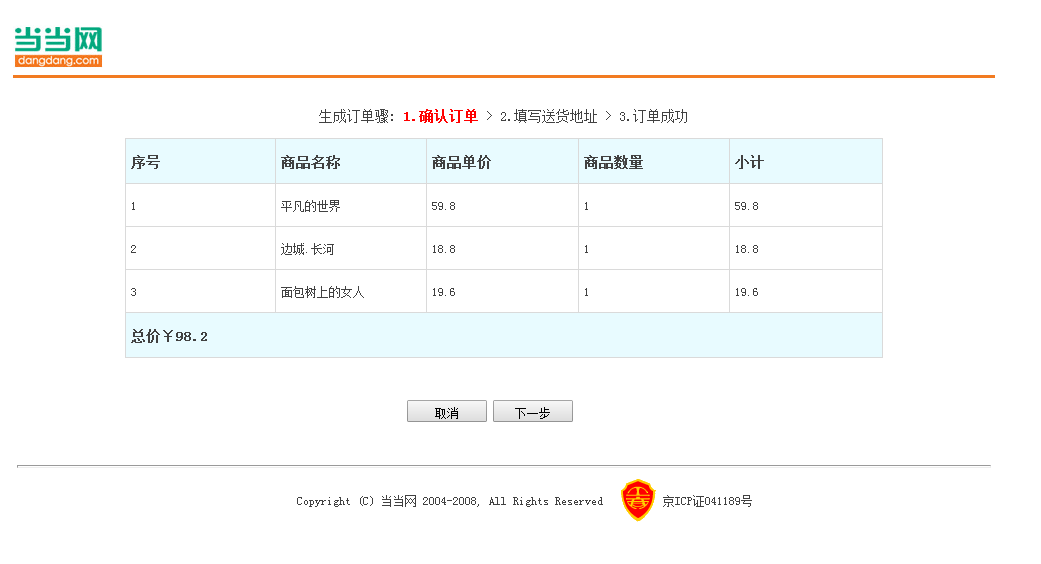 当当网
dangdang.com
生成订单骤: 1.确认订单 > 2.填写送货地址 > 3.订单成功
序号 商品名称 商品单价 商品数量 小计
1 平凡的世界 59.8 1 59.8
2 边城.长河 18.8 1 18.8
3 面包树上的女人 19.6 1 19.6
总价￥98.2
取消 下一步
Copyright (C) 当当网 2004-2008, All Rights Reserved 京ICP证041189号